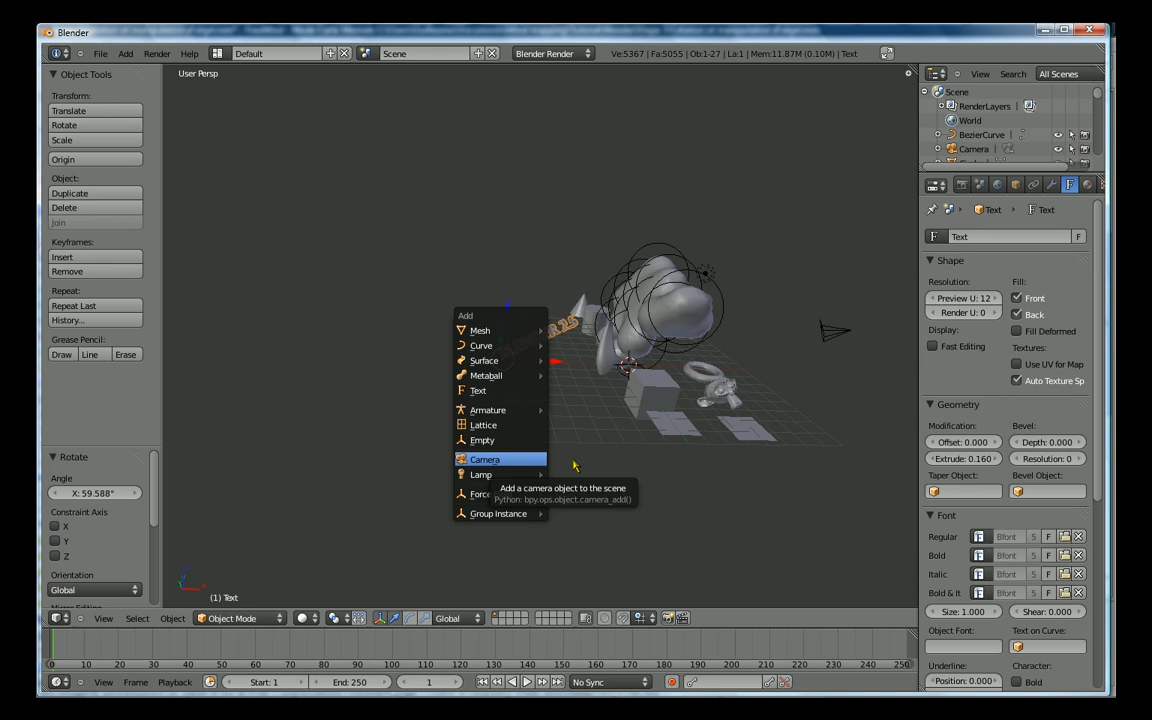 Blender
File Add Render Help Default Scene Blender Render Ve:5367 | Fa:5055 | Ob:1-27 | La:1 | Mem:11.87M (0.10M) | Text
Object Tools
Transform:
Translate
Rotate
Scale
Origin
Object:
Duplicate
Delete
Join
Keyframes:
Insert
Remove
Repeat:
Repeat Last
History...
Grease Pencil:
Draw Line Erase
Rotate
Angle
X: 59.588°
Constraint Axis
X
Y
Z
Orientation
Global
User Persp
Add
Mesh
Curve
Surface
Metaball
Text
Armature
Lattice
Empty
Camera
Lamp
Force
Group Instance
Add a camera object to the scene
Python: bpy.ops.object.camera_add()
(1) Text
View Select Object Object Mode Global
0 10 20 30 40 50 60 70 80 90 100 110 120 130 140 150 160 170 180 190 200 210 220 230 240 250
View Frame Playback Start: 1 End: 250 1 No Sync
View Search All Scenes
Scene
RenderLayers
World
BezierCurve
Camera
Text Text
F Text F
Shape
Resolution: Fill:
Preview U: 12 Front
Render U: 0 Back
Display: Fill Deformed
Textures:
Fast Editing Use UV for Map
Auto Texture Sp
Geometry
Modification: Bevel:
Offset: 0.000 Depth: 0.000
Extrude: 0.160 Resolution: 0
Taper Object: Bevel Object:
Font
Regular Bfont 5 F
Bold Bfont 5 F
Italic Bfont 5 F
Bold & It Bfont 5 F
Size: 1.000 Shear: 0.000
Object Font: Text on Curve:
Underline: Character:
Position: 0.000 Bold